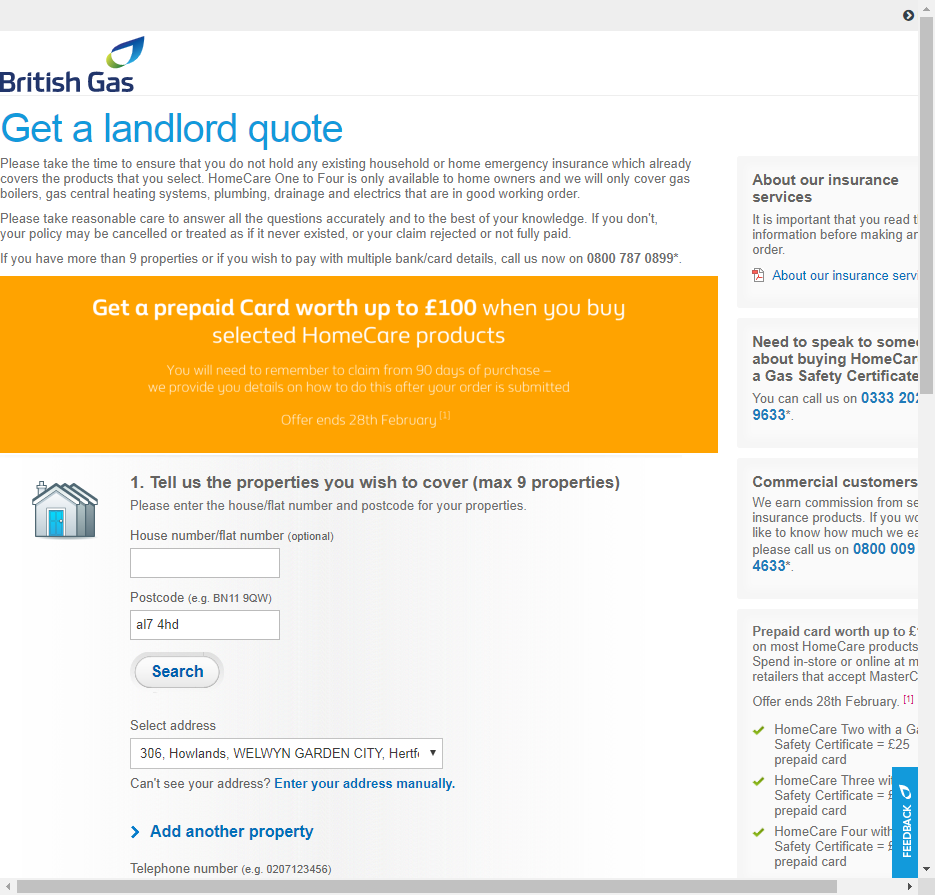 British Gas
Get a landlord quote
Please take the time to ensure that you do not hold any existing household or home emergency insurance which already
covers the products that you select. HomeCare One to Four is only available to home owners and we will only cover gas
boilers, gas central heating systems, plumbing, drainage and electrics that are in good working order.
Please take reasonable care to answer all the questions accurately and to the best of your knowledge. If you don't,
your policy may be cancelled or treated as if it never existed, or your claim rejected or not fully paid.
If you have more than 9 properties or if you wish to pay with multiple bank/card details, call us now on 0800 787 0899*.
Get a prepaid Card worth up to £100 when you buy
selected HomeCare products
You will need to remember to claim from 90 days of purchase –
we provide you details on how to do this after your order is submitted
Offer ends 28th February [1]
1. Tell us the properties you wish to cover (max 9 properties)
Please enter the house/flat number and postcode for your properties.
House number/flat number (optional)
Postcode (e.g. BN11 9QW)
al7 4hd
Search
Select address
306, Howlands, WELWYN GARDEN CITY, Hertf
Can't see your address? Enter your address manually.
Add another property
Telephone number (e.g. 0207123456)
About our insurance
services
It is important that you read t
information before making an
order.
About our insurance servi
Need to speak to some
about buying HomeCar
a Gas Safety Certificate
You can call us on 0333 202
9633*.
Commercial customers
We earn commission from se
insurance products. If you wo
like to know how much we ea
please call us on 0800 009
4633*.
Prepaid card worth up to £
on most HomeCare products
Spend in-store or online at m
retailers that accept MasterC
Offer ends 28th February. [1]
HomeCare Two with a Ga
Safety Certificate = £25
prepaid card
HomeCare Three wi
Safety Certificate = £
prepaid card
HomeCare Four with
Safety Certificate = £
prepaid card
FEEDBACK